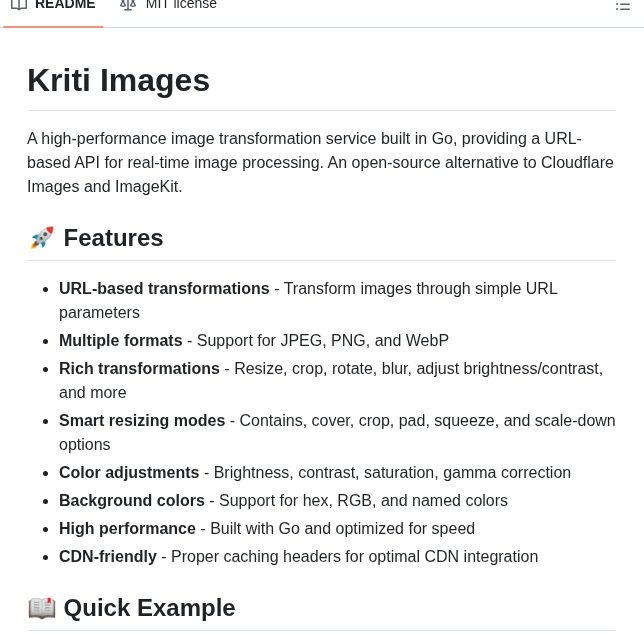 README MIT license
Kriti Images
A high-performance image transformation service built in Go, providing a URL-
based API for real-time image processing. An open-source alternative to Cloudflare
Images and ImageKit.
🚀 Features
URL-based transformations - Transform images through simple URL
parameters
Multiple formats - Support for JPEG, PNG, and WebP
Rich transformations - Resize, crop, rotate, blur, adjust brightness/contrast,
and more
Smart resizing modes - Contains, cover, crop, pad, squeeze, and scale-down
options
Color adjustments - Brightness, contrast, saturation, gamma correction
Background colors - Support for hex, RGB, and named colors
High performance - Built with Go and optimized for speed
CDN-friendly - Proper caching headers for optimal CDN integration
📖 Quick Example